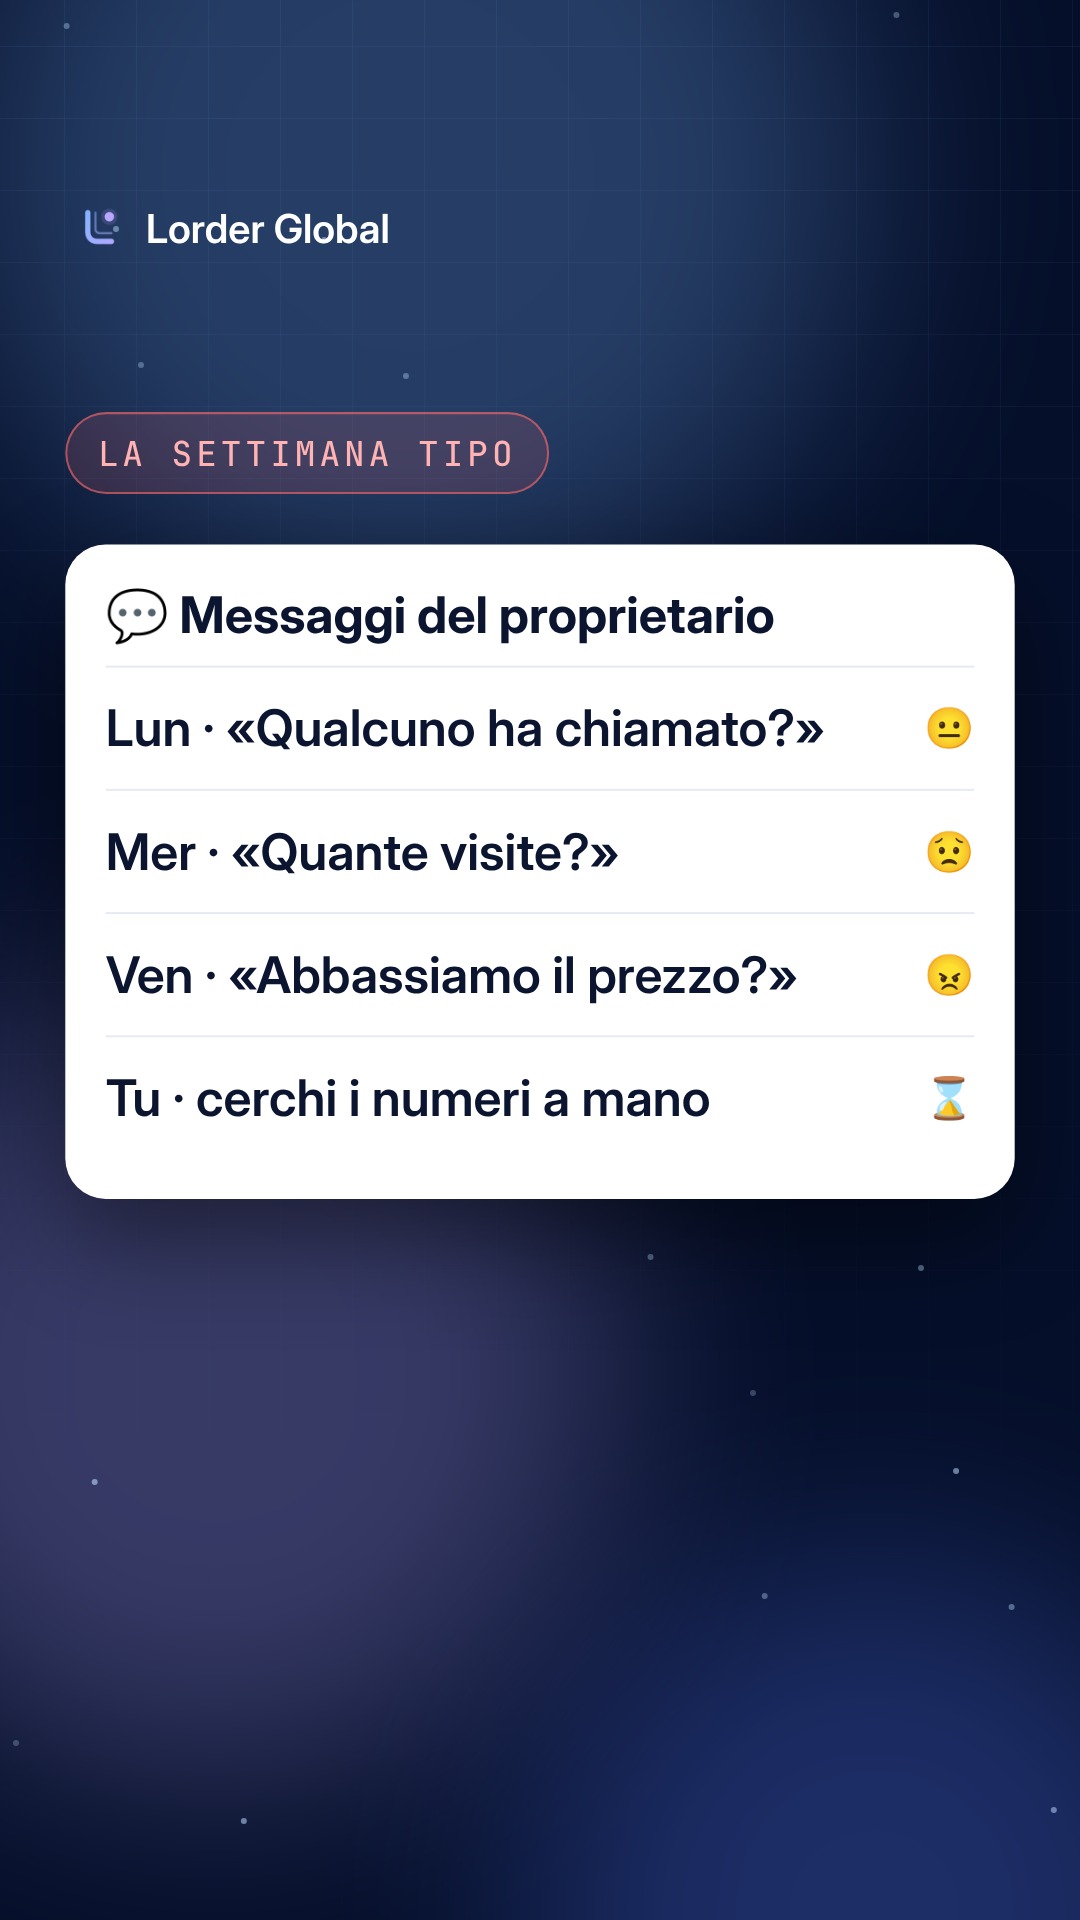 Lorder Global
LA SETTIMANA TIPO
💬 Messaggi del proprietario
Lun · «Qualcuno ha chiamato?» 😐
Mer · «Quante visite?» 😟
Ven · «Abbassiamo il prezzo?» 😠
Tu · cerchi i numeri a mano ⌛